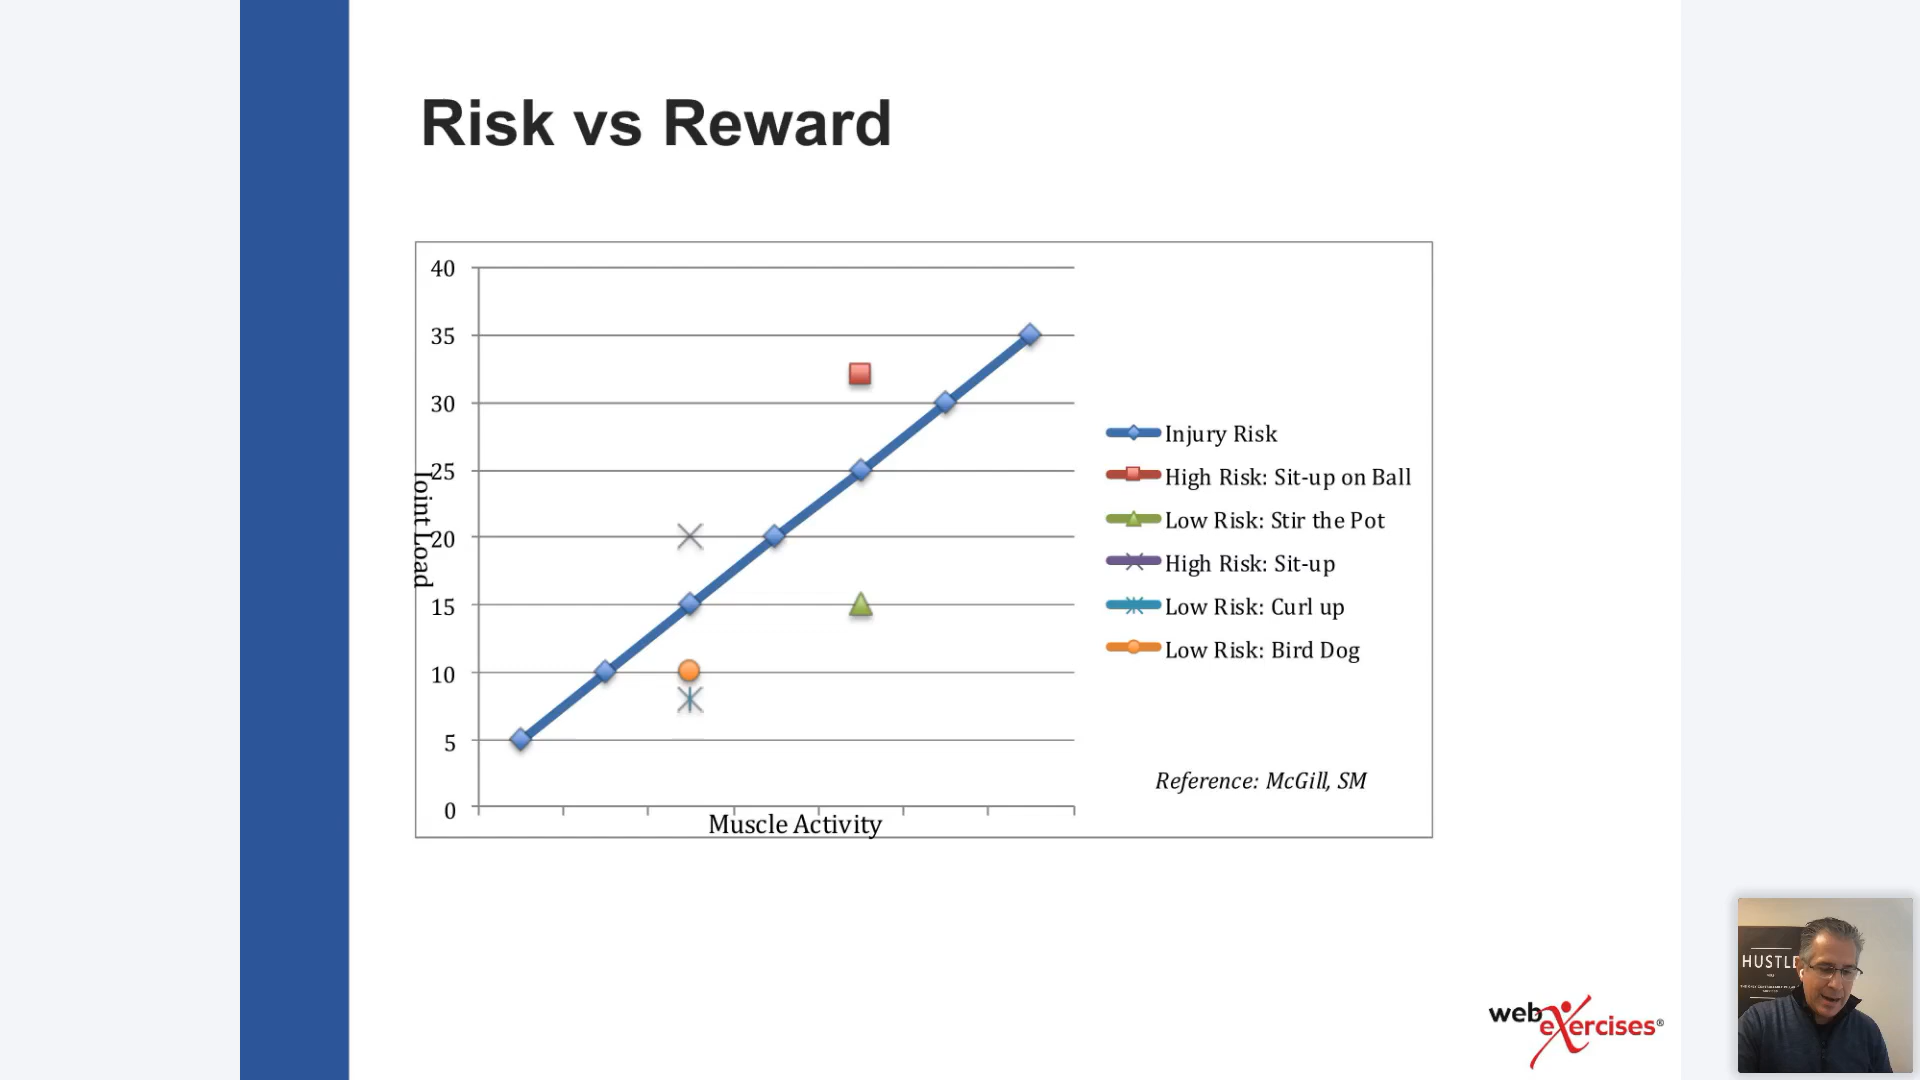 Risk vs Reward
40
35
30
25
20
15
10
5
0
Joint Load
Muscle Activity
Injury Risk
High Risk: Sit-up on Ball
Low Risk: Stir the Pot
High Risk: Sit-up
Low Risk: Curl up
Low Risk: Bird Dog
Reference: McGill, SM
web
exercises®
HUSTLE